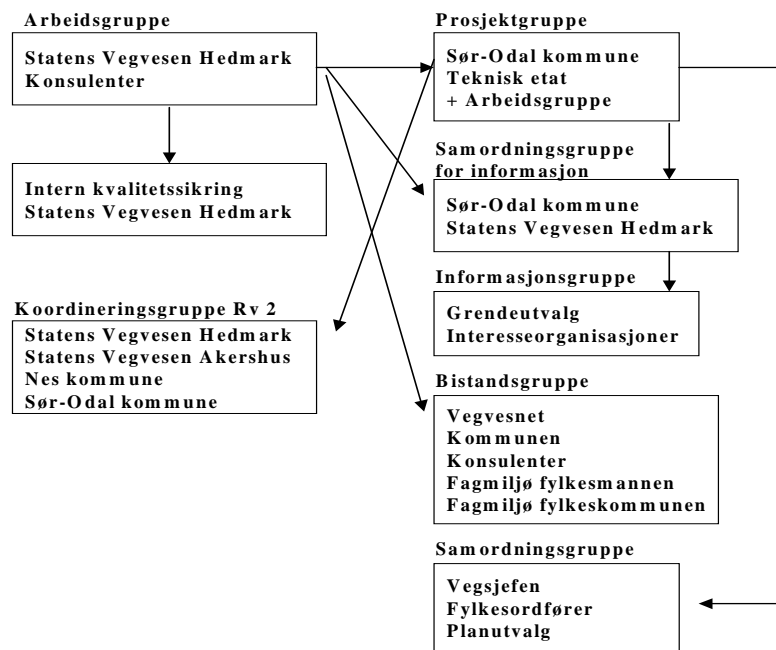 Arbeidsgruppe
Statens Vegvesen Hedmark
Konsulenter
Intern kvalitetssikring
Statens Vegvesen Hedmark
Koordineringsgruppe Rv 2
Statens Vegvesen Hedmark
Statens Vegvesen Akershus
Nes kommune
Sør-Odal kommune
Prosjektgruppe
Sør-Odal kommune
Teknisk etat
+ Arbeidsgruppe
Samordningsgruppe
for informasjon
Sør-Odal kommune
Statens Vegvesen Hedmark
Informasjonsgruppe
Grendeutvalg
Interesseorganisasjoner
Bistandsgruppe
Vegvesnet
Kommunen
Konsulenter
Fagmiljø fylkesmannen
Fagmiljø fylkeskommunen
Samordningsgruppe
Vegsjefen
Fylkesordfører
Planutvalg